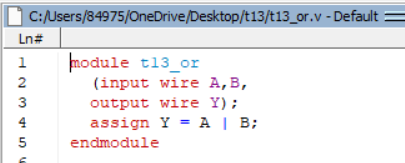 C:/Users/84975/OneDrive/Desktop/t13/t13_or.v - Default
Ln#
1 module t13_or
2 (input wire A,B,
3 output wire Y);
4 assign Y = A | B;
5 endmodule